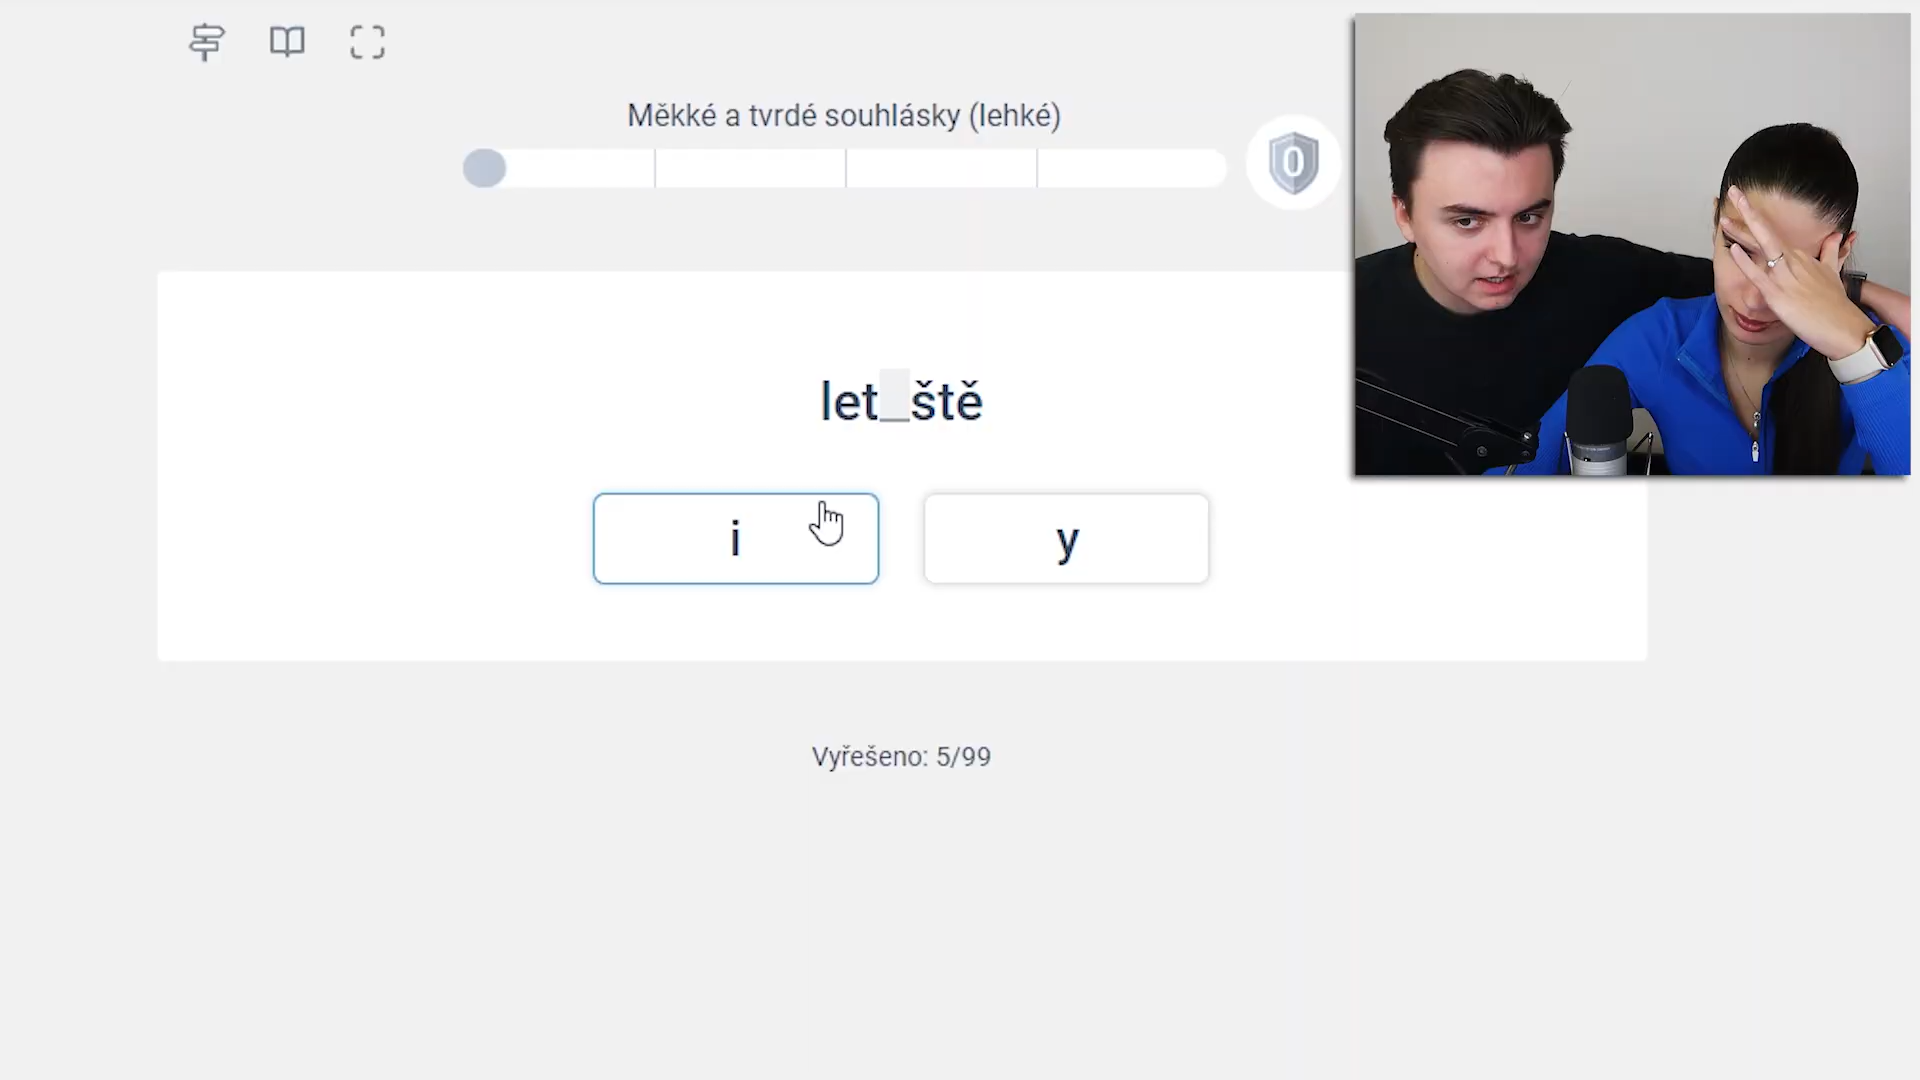 Měkké a tvrdé souhlásky (lehké)
0
let_ště
i
y
Vyřešeno: 5/99